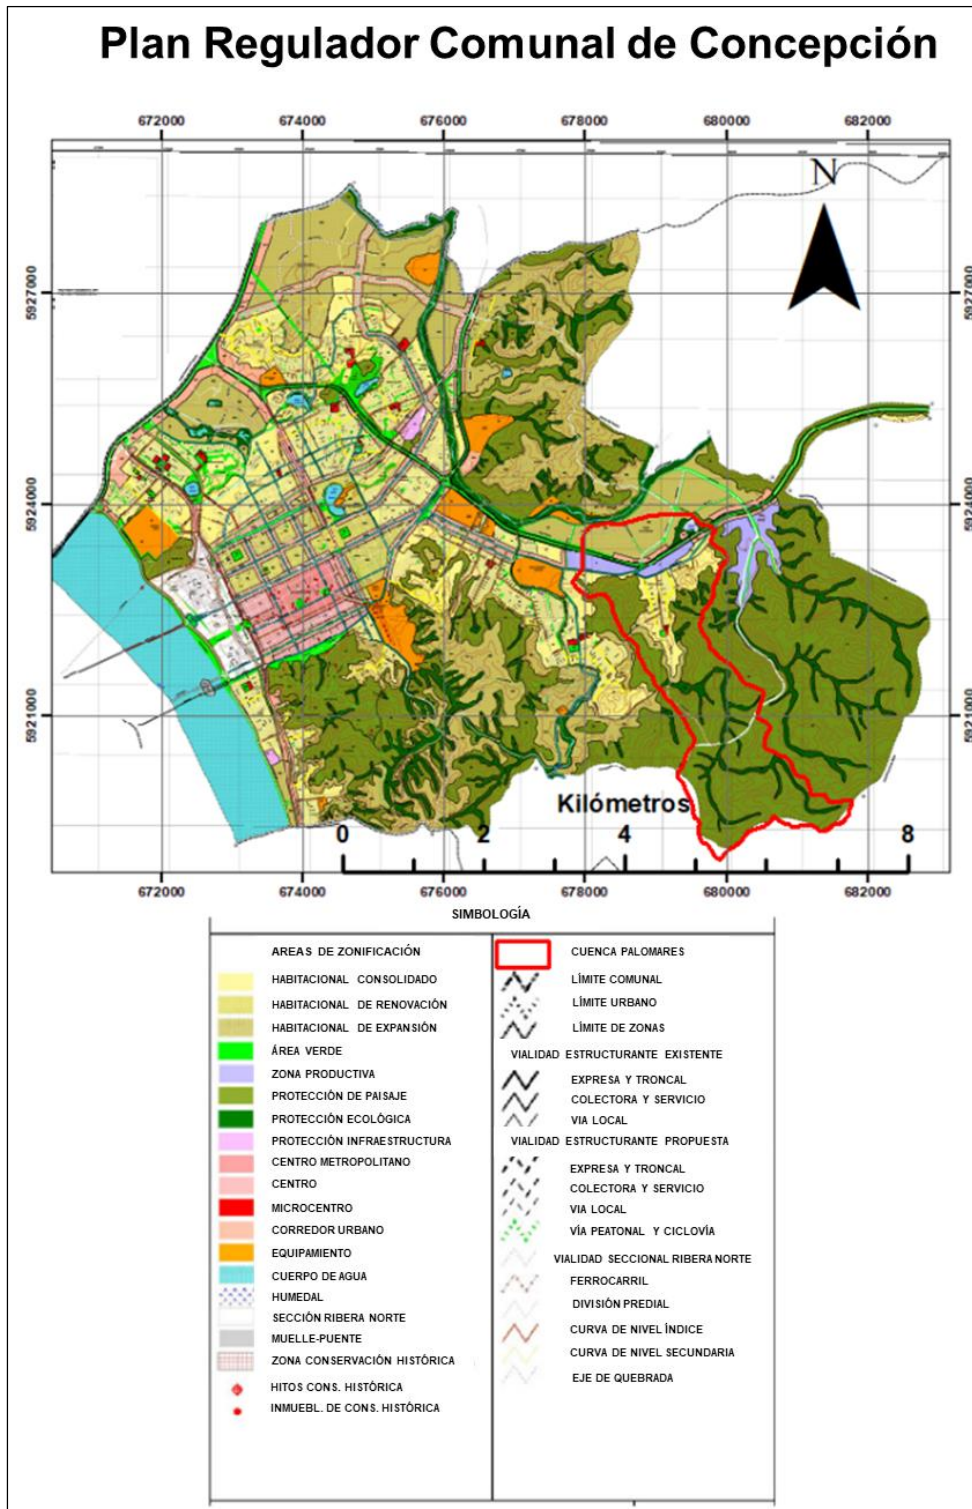 Plan Regulador Comunal de Concepción
672000 674000 676000 678000 680000 682000
N
5927000 5927000
5924000 5924000
5921000 5921000
Kilómetros
0 2 4 8
672000 674000 676000 678000 680000 682000
SIMBOLOGÍA
AREAS DE ZONIFICACIÓN
HABITACIONAL CONSOLIDADO
HABITACIONAL DE RENOVACIÓN
HABITACIONAL DE EXPANSIÓN
ÁREA VERDE
ZONA PRODUCTIVA
PROTECCIÓN DE PAISAJE
PROTECCIÓN ECOLÓGICA
PROTECCIÓN INFRAESTRUCTURA
CENTRO METROPOLITANO
CENTRO
MICROCENTRO
CORREDOR URBANO
EQUIPAMIENTO
CUERPO DE AGUA
HUMEDAL
SECCIÓN RIBERA NORTE
MUELLE-PUENTE
ZONA CONSERVACIÓN HISTÓRICA
HITOS CONS. HISTÓRICA
INMUEBL. DE CONS. HISTÓRICA
CUENCA PALOMARES
LÍMITE COMUNAL
LÍMITE URBANO
LÍMITE DE ZONAS
VIALIDAD ESTRUCTURANTE EXISTENTE
EXPRESA Y TRONCAL
COLECTORA Y SERVICIO
VIA LOCAL
VIALIDAD ESTRUCTURANTE PROPUESTA
EXPRESA Y TRONCAL
COLECTORA Y SERVICIO
VIA LOCAL
VÍA PEATONAL Y CICLOVÍA
VIALIDAD SECCIONAL RIBERA NORTE
FERROCARRIL
DIVISIÓN PREDIAL
CURVA DE NIVEL ÍNDICE
CURVA DE NIVEL SECUNDARIA
EJE DE QUEBRADA